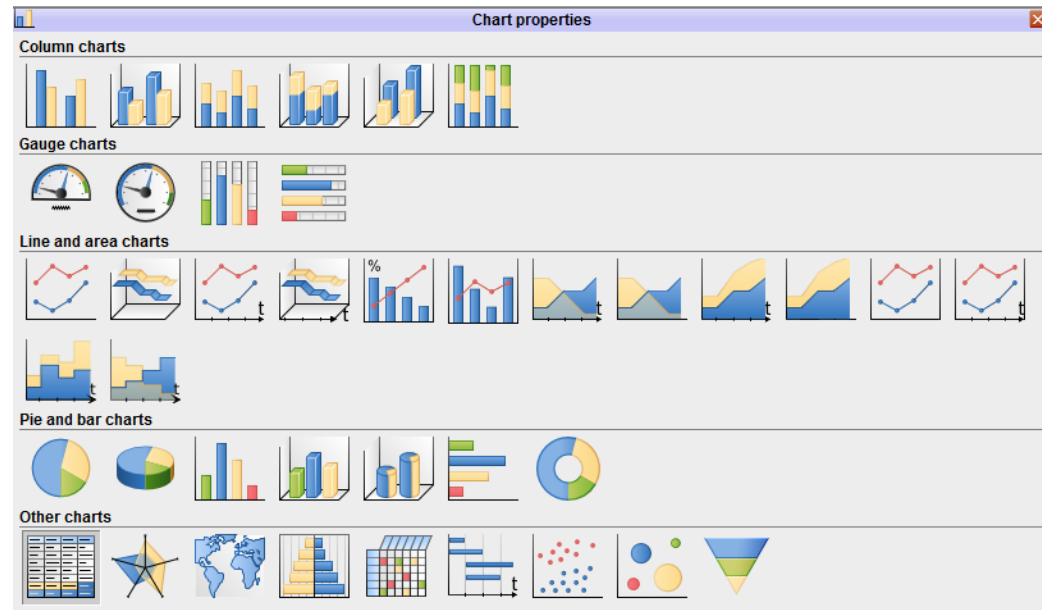 Chart properties
Column charts
Gauge charts
Line and area charts
t
t
%
t
t
t
t
t
Pie and bar charts
Other charts
t